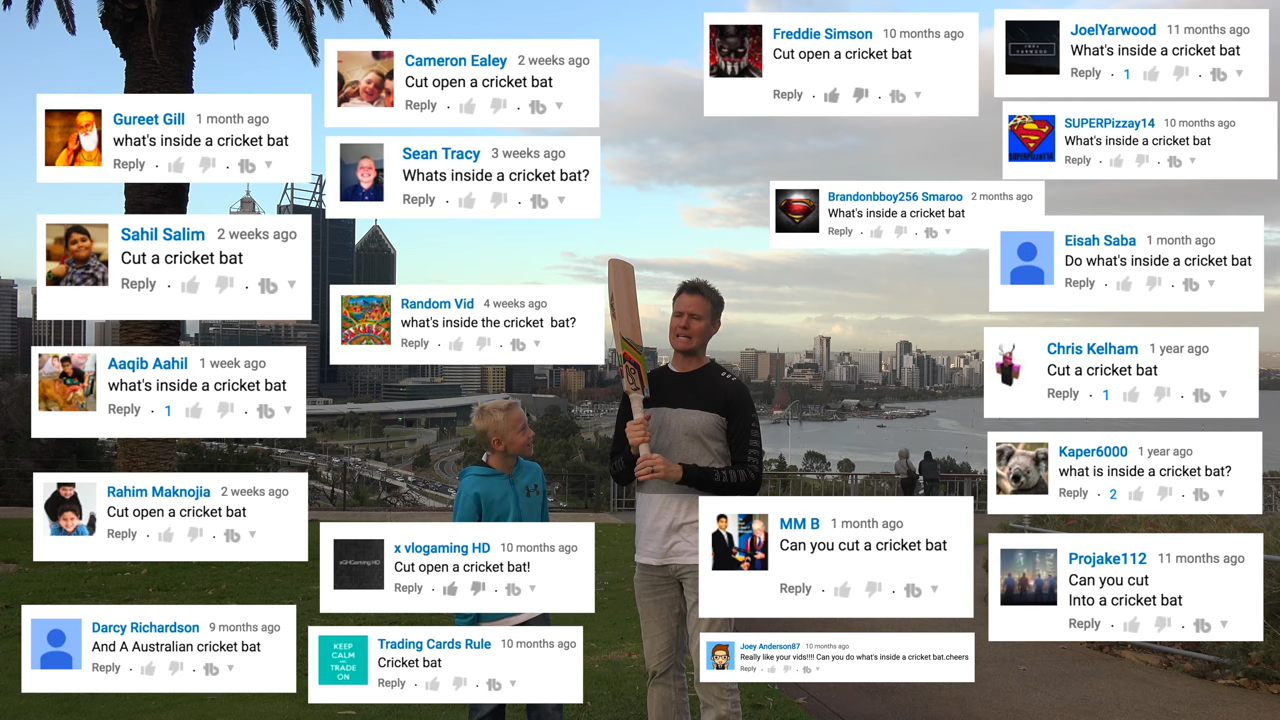 Gureet Gill 1 month ago
what's inside a cricket bat
Reply
Sahil Salim 2 weeks ago
Cut a cricket bat
Reply
Aaqib Aahil 1 week ago
what's inside a cricket bat
Reply 1
Rahim Maknojia 2 weeks ago
Cut open a cricket bat
Reply
Darcy Richardson 9 months ago
And A Australian cricket bat
Reply
Cameron Ealey 2 weeks ago
Cut open a cricket bat
Reply
Sean Tracy 3 weeks ago
Whats inside a cricket bat?
Reply
Random Vid 4 weeks ago
what's inside the cricket bat?
Reply
x vlogaming HD 10 months ago
Cut open a cricket bat!
Reply
KEEP
CALM
AND
TRADE
ON
Trading Cards Rule 10 months ago
Cricket bat
Reply
Freddie Simson 10 months ago
Cut open a cricket bat
Reply
Brandonbboy256 Smaroo 2 months ago
What's inside a cricket bat
Reply
MM B 1 month ago
Can you cut a cricket bat
Reply
Joey Anderson87 10 months ago
Really like your vids!!!! Can you do what's inside a cricket bat.cheers
Reply
JoelYarwood 11 months ago
What's inside a cricket bat
Reply 1
SUPERPizzay14 10 months ago
What's inside a cricket bat
Reply
Eisah Saba 1 month ago
Do what's inside a cricket bat
Reply
Chris Kelham 1 year ago
Cut a cricket bat
Reply 1
Kaper6000 1 year ago
what is inside a cricket bat?
Reply 2
Projake112 11 months ago
Can you cut
Into a cricket bat
Reply